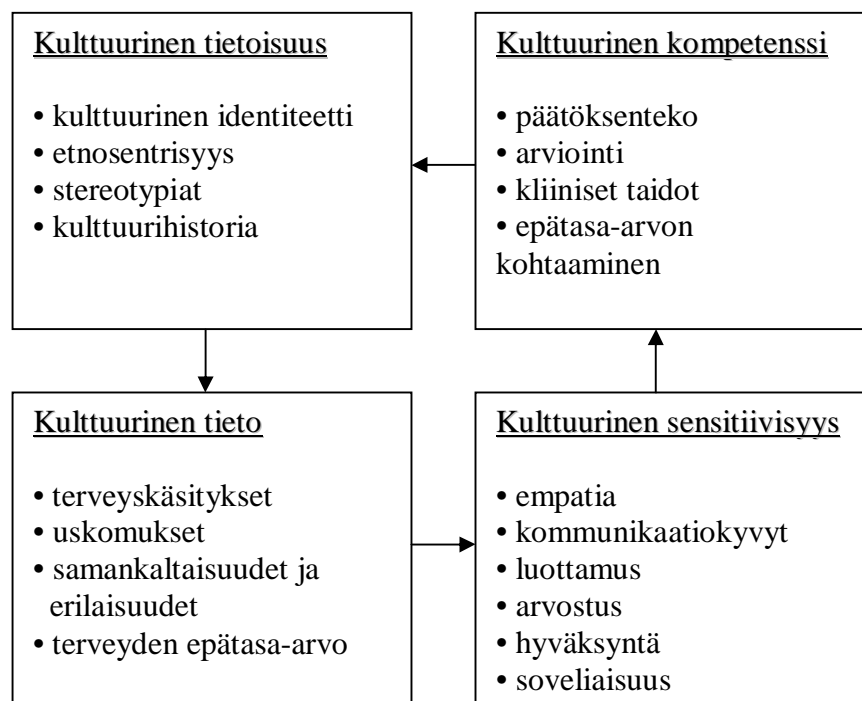 Kulttuurinen tietoisuus
• kulttuurinen identiteetti
• etnosentrisyys
• stereotypiat
• kulttuurihistoria
Kulttuurinen kompetenssi
• päätöksenteko
• arviointi
• kliiniset taidot
• epätasa-arvon
kohtaaminen
Kulttuurinen tieto
• terveyskäsitykset
• uskomukset
• samankaltaisuudet ja
erilaisuudet
• terveyden epätasa-arvo
Kulttuurinen sensitiivisyys
• empatia
• kommunikaatiokyvyt
• luottamus
• arvostus
• hyväksyntä
• soveliaisuus